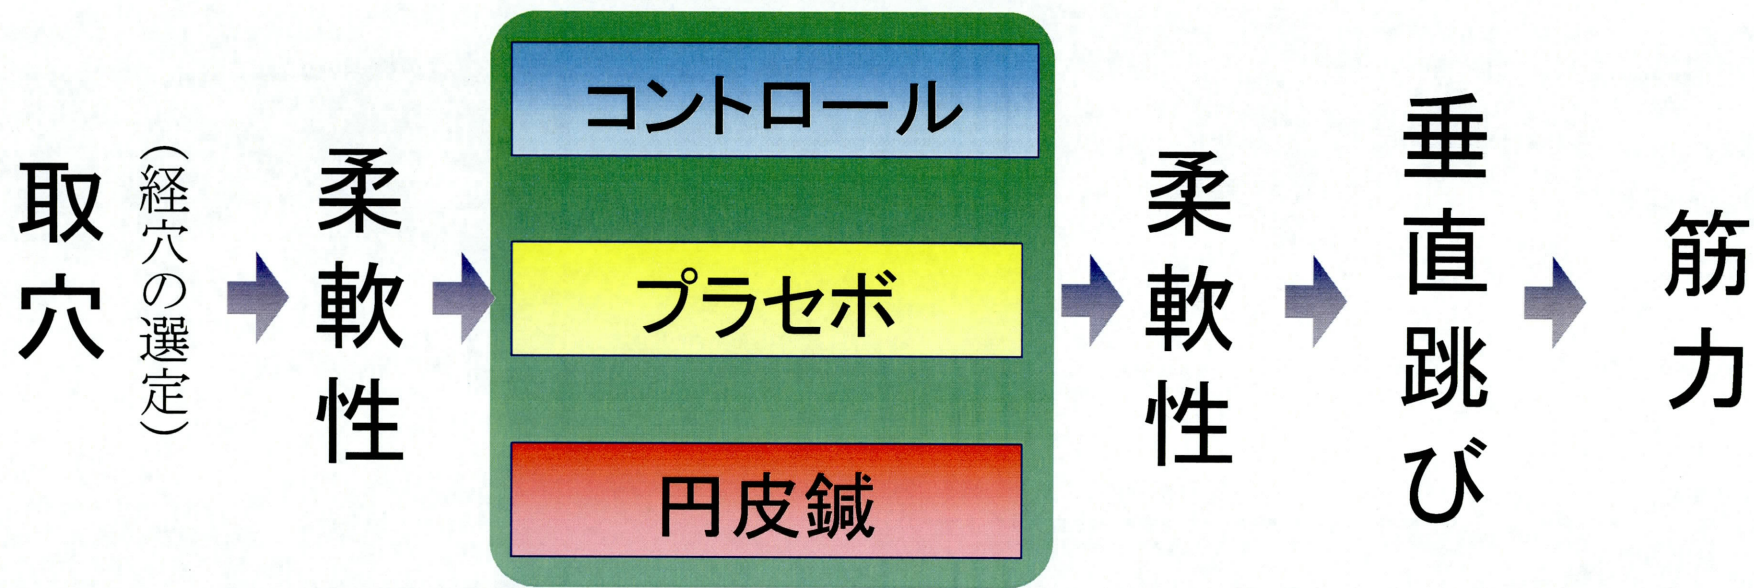 取穴
（経穴の選定）
柔軟性
コントロール
プラセボ
円皮鍼
柔軟性
垂直跳び
筋力